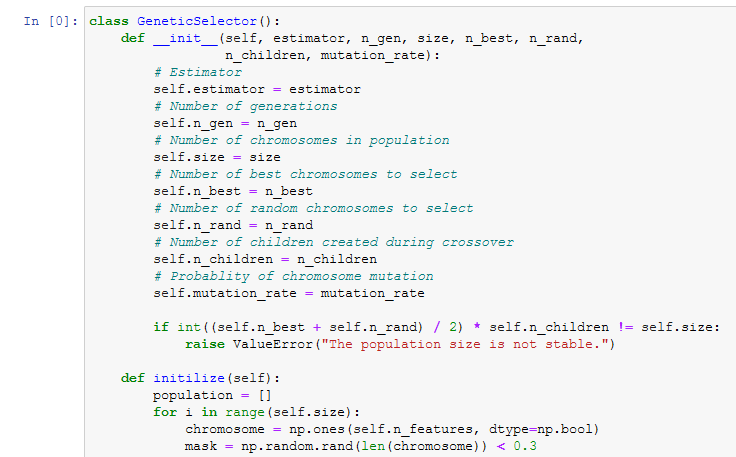 In [0]: class GeneticSelector():
    def __init__(self, estimator, n_gen, size, n_best, n_rand,
                 n_children, mutation_rate):
        # Estimator
        self.estimator = estimator
        # Number of generations
        self.n_gen = n_gen
        # Number of chromosomes in population
        self.size = size
        # Number of best chromosomes to select
        self.n_best = n_best
        # Number of random chromosomes to select
        self.n_rand = n_rand
        # Number of children created during crossover
        self.n_children = n_children
        # Probablity of chromosome mutation
        self.mutation_rate = mutation_rate

        if int((self.n_best + self.n_rand) / 2) * self.n_children != self.size:
            raise ValueError("The population size is not stable.")

    def initilize(self):
        population = []
        for i in range(self.size):
            chromosome = np.ones(self.n_features, dtype=np.bool)
            mask = np.random.rand(len(chromosome)) < 0.3